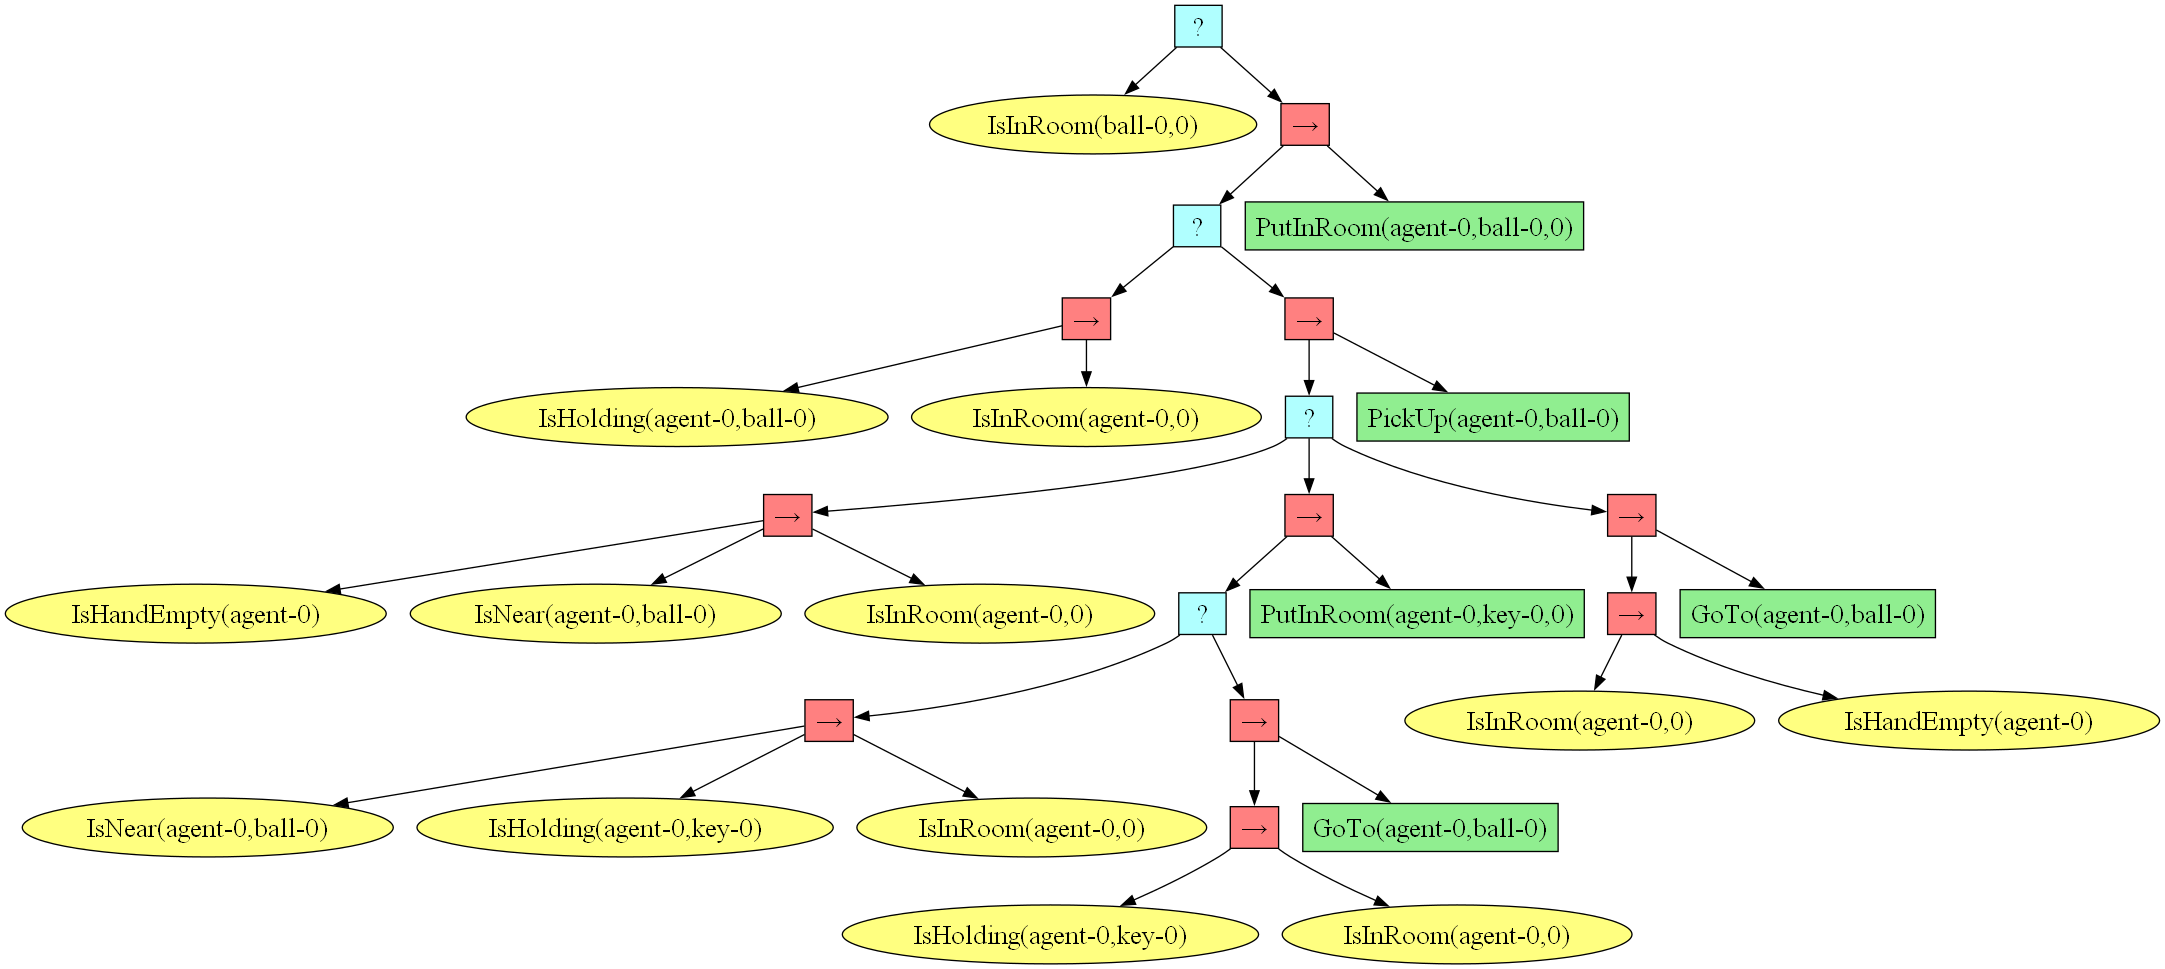 ?
IsInRoom(ball-0,0)
→
?
PutInRoom(agent-0,ball-0,0)
→
→
IsHolding(agent-0,ball-0)
IsInRoom(agent-0,0)
?
PickUp(agent-0,ball-0)
→
→
→
IsHandEmpty(agent-0)
IsNear(agent-0,ball-0)
IsInRoom(agent-0,0)
?
PutInRoom(agent-0,key-0,0)
→
GoTo(agent-0,ball-0)
→
→
IsInRoom(agent-0,0)
IsHandEmpty(agent-0)
IsNear(agent-0,ball-0)
IsHolding(agent-0,key-0)
IsInRoom(agent-0,0)
→
GoTo(agent-0,ball-0)
IsHolding(agent-0,key-0)
IsInRoom(agent-0,0)